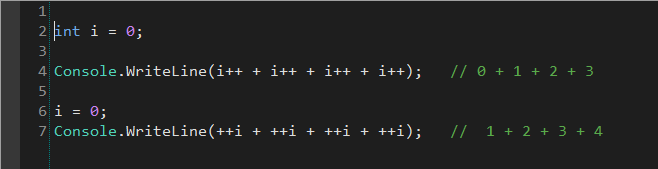 1
2 int i = 0;
3
4 Console.WriteLine(i++ + i++ + i++ + i++);   // 0 + 1 + 2 + 3
5
6 i = 0;
7 Console.WriteLine(++i + ++i + ++i + ++i);   //  1 + 2 + 3 + 4